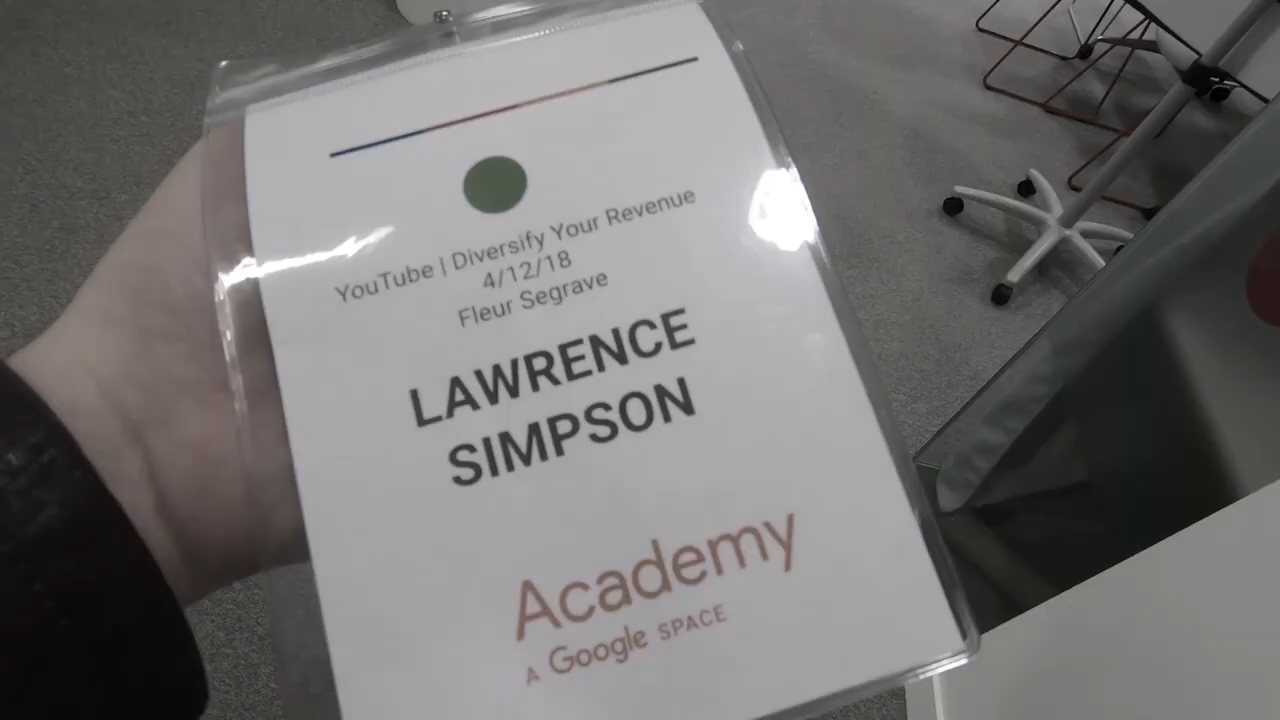 YouTube | Diversify Your Revenue
4/12/18
Fleur Segrave
LAWRENCE
SIMPSON
Academy
A Google SPACE